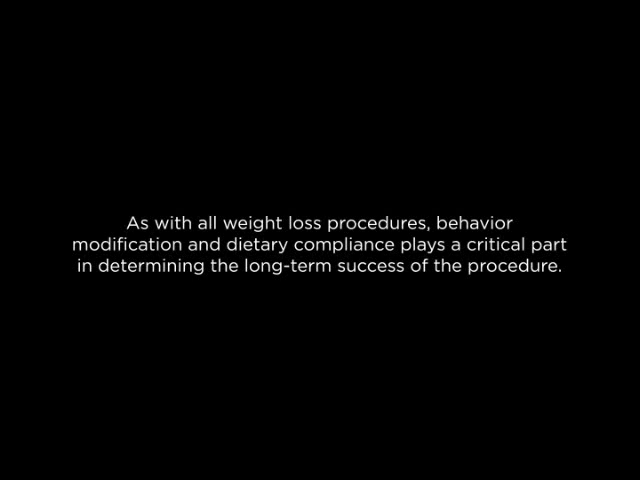 As with all weight loss procedures, behavior
modification and dietary compliance plays a critical part
in determining the long-term success of the procedure.